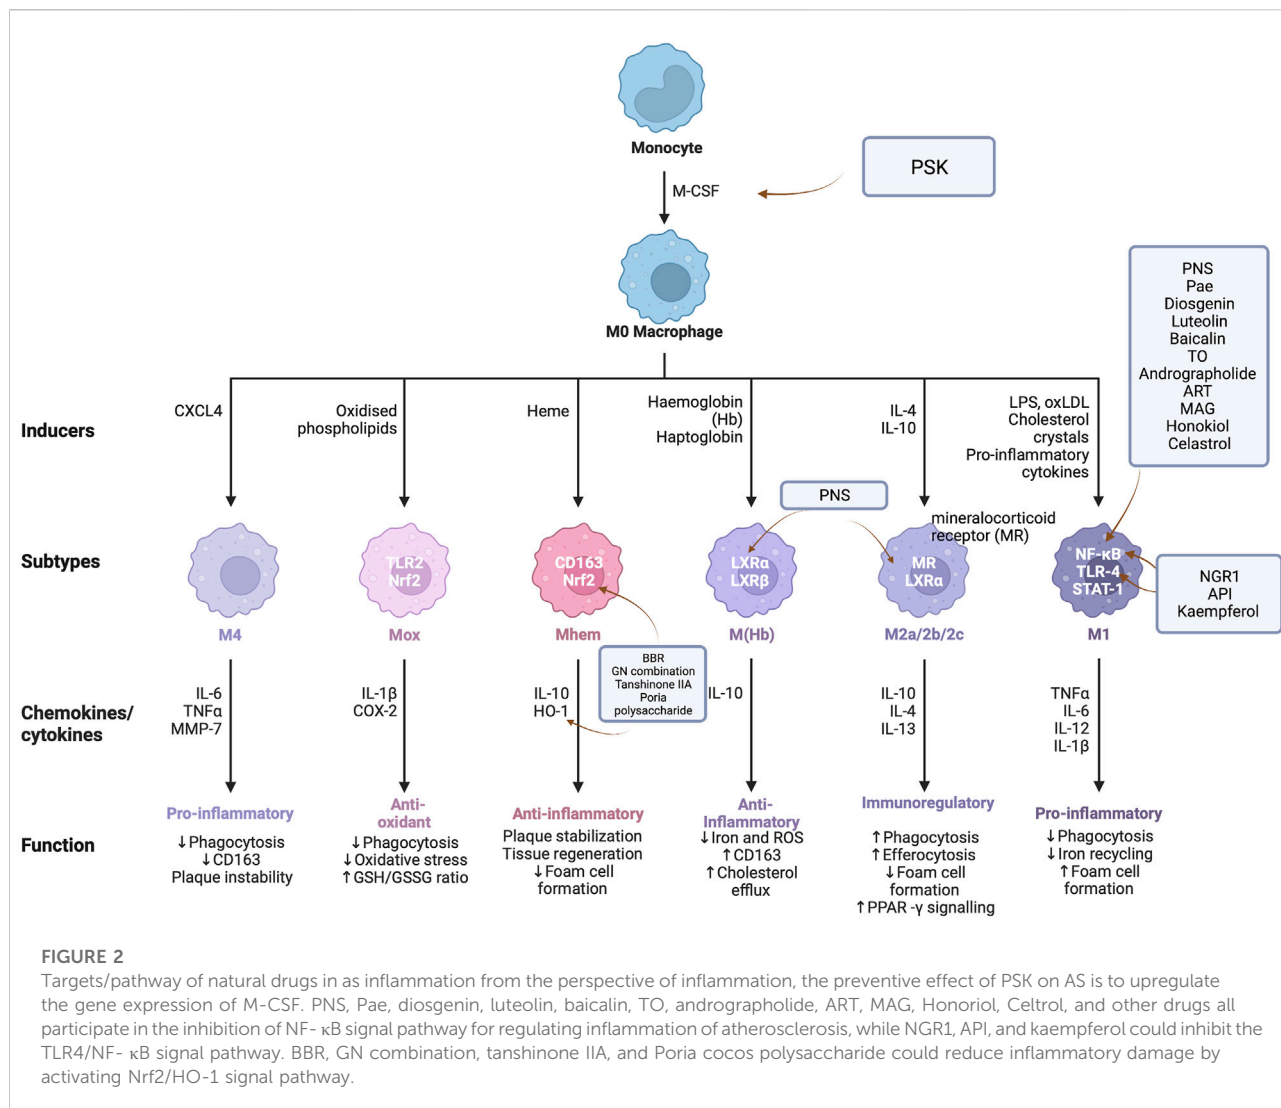 Monocyte
PSK
M-CSF
M0 Macrophage
PNS
Pae
Diosgenin
Luteolin
Baicalin
TO
Andrographolide
ART
MAG
Honokiol
Celastrol
Inducers
CXCL4
Oxidised
phospholipids
Heme
Haemoglobin
(Hb)
Haptoglobin
IL-4
IL-10
LPS, oxLDL
Cholesterol
crystals
Pro-inflammatory
cytokines
PNS
mineralocorticoid
receptor (MR)
Subtypes
TLR2
Nrf2
CD163
Nrf2
LXRα
LXRβ
MR
LXRα
NF-κB
TLR-4
STAT-1
NGR1
API
Kaempferol
M4
Mox
Mhem
M(Hb)
M2a/2b/2c
M1
BBR
GN combination
Tanshinone IIA
Poria
polysaccharide
Chemokines/
cytokines
IL-6
TNFα
MMP-7
IL-1β
COX-2
IL-10
HO-1
IL-10
IL-10
IL-4
IL-13
TNFα
IL-6
IL-12
IL-1β
Function
Pro-inflammatory
↓Phagocytosis
↓CD163
Plaque instability
Anti-
oxidant
↓Phagocytosis
↓Oxidative stress
↑GSH/GSSG ratio
Anti-inflammatory
Plaque stabilization
Tissue regeneration
↓Foam cell
formation
Anti-
Inflammatory
↓Iron and ROS
↑CD163
↑Cholesterol
efflux
Immunoregulatory
↑Phagocytosis
↑Efferocytosis
↓Foam cell
formation
↑PPAR -γ signalling
Pro-inflammatory
↓Phagocytosis
↓Iron recycling
↑Foam cell
formation
FIGURE 2
Targets/pathway of natural drugs in as inflammation from the perspective of inflammation, the preventive effect of PSK on AS is to upregulate
the gene expression of M-CSF. PNS, Pae, diosgenin, luteolin, baicalin, TO, andrographolide, ART, MAG, Honoriol, Celtrol, and other drugs all
participate in the inhibition of NF- κB signal pathway for regulating inflammation of atherosclerosis, while NGR1, API, and kaempferol could inhibit the
TLR4/NF- κB signal pathway. BBR, GN combination, tanshinone IIA, and Poria cocos polysaccharide could reduce inflammatory damage by
activating Nrf2/HO-1 signal pathway.